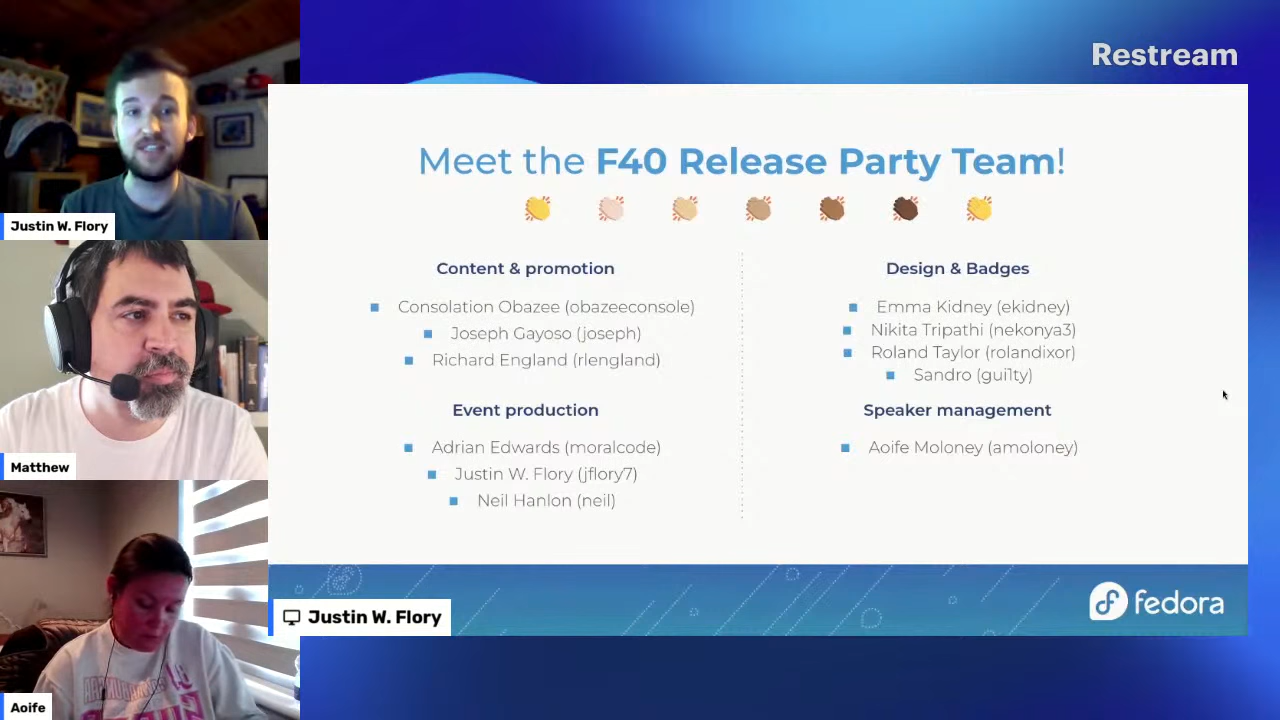 Restream
Meet the F40 Release Party Team!
Content & promotion
Consolation Obazee (obazeeconsole)
Joseph Gayoso (joseph)
Richard England (rlengland)
Event production
Adrian Edwards (moralcode)
Justin W. Flory (jflory7)
Neil Hanlon (neil)
Design & Badges
Emma Kidney (ekidney)
Nikita Tripathi (nekonya3)
Roland Taylor (rolandixor)
Sandro (gui1ty)
Speaker management
Aoife Moloney (amoloney)
fedora
Justin W. Flory
Justin W. Flory
Matthew
Aoife